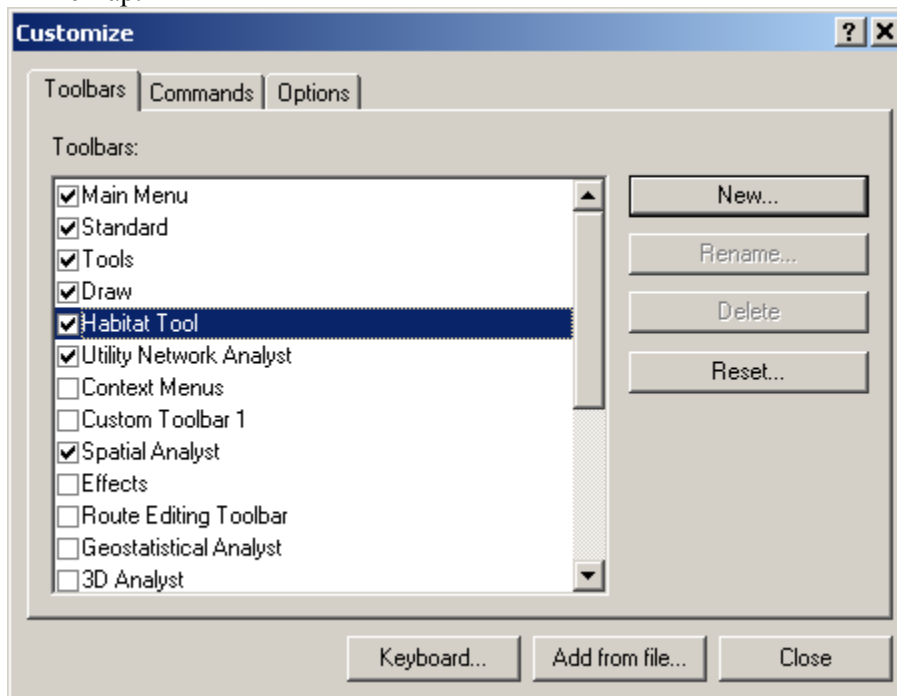 Customize
Toolbars Commands Options
Toolbars:
Main Menu
Standard
Tools
Draw
Habitat Tool
Utility Network Analyst
Context Menus
Custom Toolbar 1
Spatial Analyst
Effects
Route Editing Toolbar
Geostatistical Analyst
3D Analyst
New...
Rename...
Delete
Reset...
Keyboard... Add from file... Close